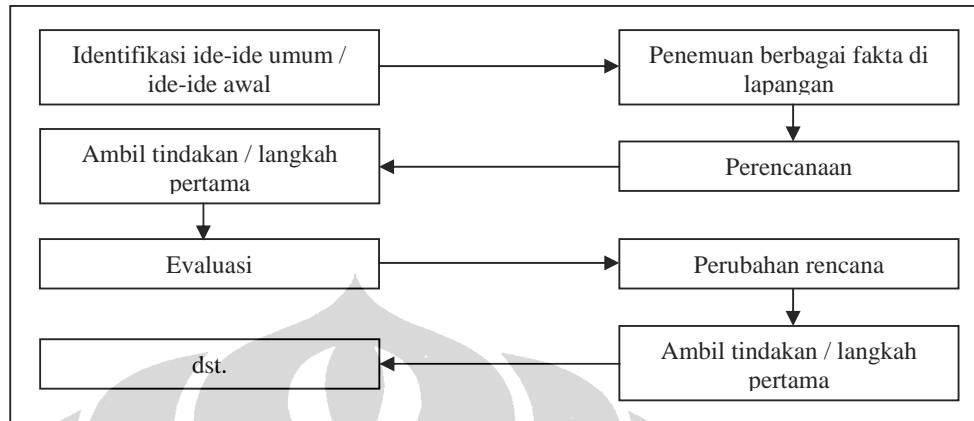 Identifikasi ide-ide umum /
ide-ide awal
Penemuan berbagai fakta di
lapangan
Perencanaan
Ambil tindakan / langkah
pertama
Evaluasi
Perubahan rencana
Ambil tindakan / langkah
pertama
dst.